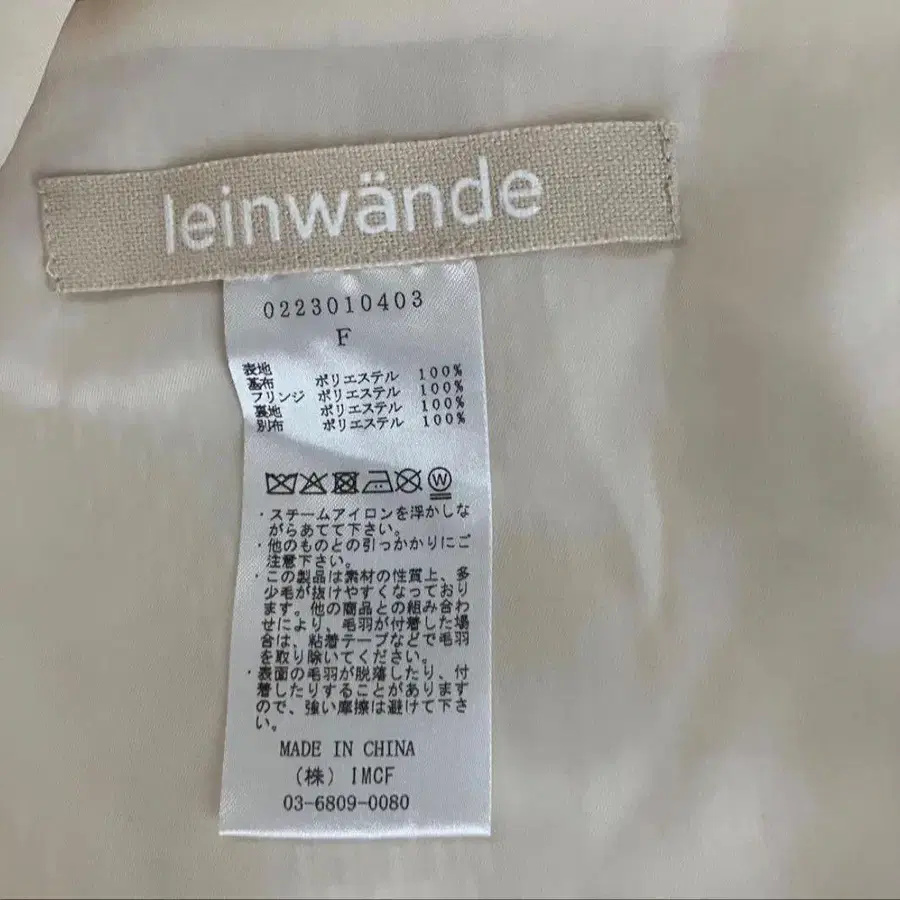 leinwände
0223010403
F
表地
基布 ポリエステル 100%
フリンジ ポリエステル 100%
裏地 ポリエステル 100%
別布 ポリエステル 100%
W
・スチームアイロンを浮かしな
がらあてて下さい。
・他のものとの引っかかりにご
注意下さい。
・この製品は素材の性質上、多
少毛が抜けやすくなっており
ます。他の商品との組み合わ
せにより、毛羽が付着した場
合は、粘着テープなどで毛羽
を取り除いてください。
・表面の毛羽が脱落したり、付
着したりすることがあります
ので、強い摩擦は避けて下さ
い。
MADE IN CHINA
(株) IMCF
03-6809-0080